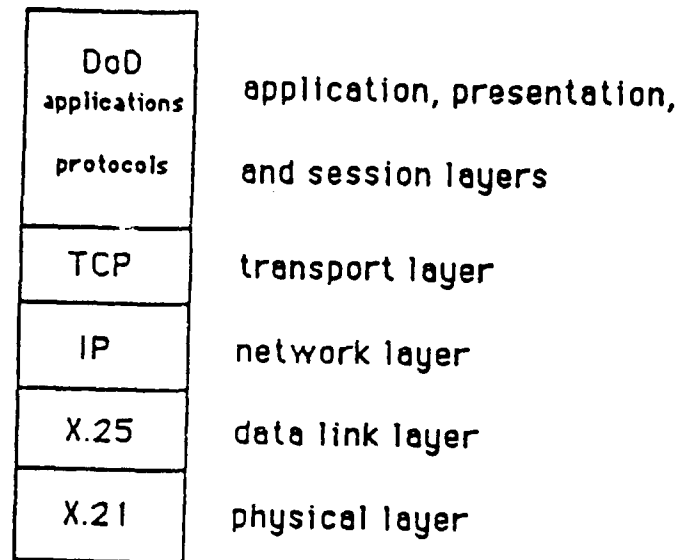 DoD
applications
protocols
application, presentation,
and session layers
TCP
transport layer
IP
network layer
X.25
data link layer
X.21
physical layer